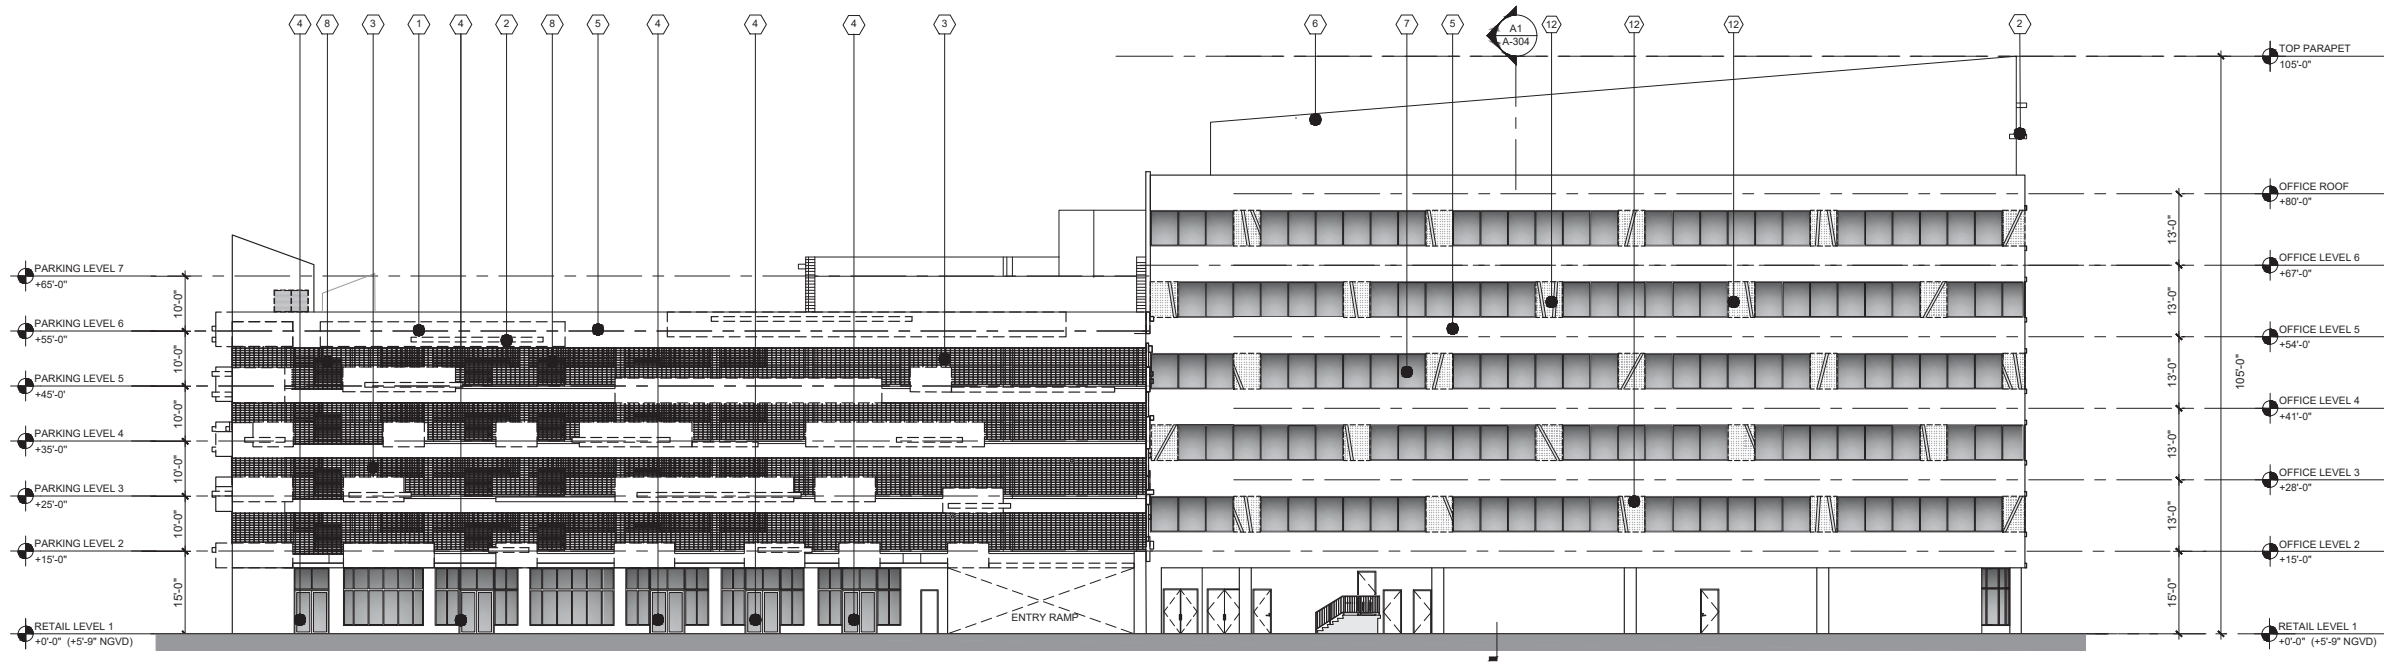 4 8 3 1 4 2 8 5 4 4 4 3 6 7 5 A1 12 12 12 2
A-304
TOP PARAPET
105'-0"
OFFICE ROOF
+80'-0"
OFFICE LEVEL 6
+67'-0"
OFFICE LEVEL 5
+54'-0'
OFFICE LEVEL 4
+41'-0"
OFFICE LEVEL 3
+28'-0"
OFFICE LEVEL 2
+15'-0"
RETAIL LEVEL 1
+0'-0" (+5'-9" NGVD)
13'-0"
13'-0"
13'-0"
13'-0"
13'-0"
15'-0"
105'-0"
PARKING LEVEL 7
+65'-0"
PARKING LEVEL 6
+55'-0"
PARKING LEVEL 5
+45'-0'
PARKING LEVEL 4
+35'-0"
PARKING LEVEL 3
+25'-0"
PARKING LEVEL 2
+15'-0"
RETAIL LEVEL 1
+0'-0" (+5'-9" NGVD)
10'-0"
10'-0"
10'-0"
10'-0"
10'-0"
15'-0"
ENTRY RAMP